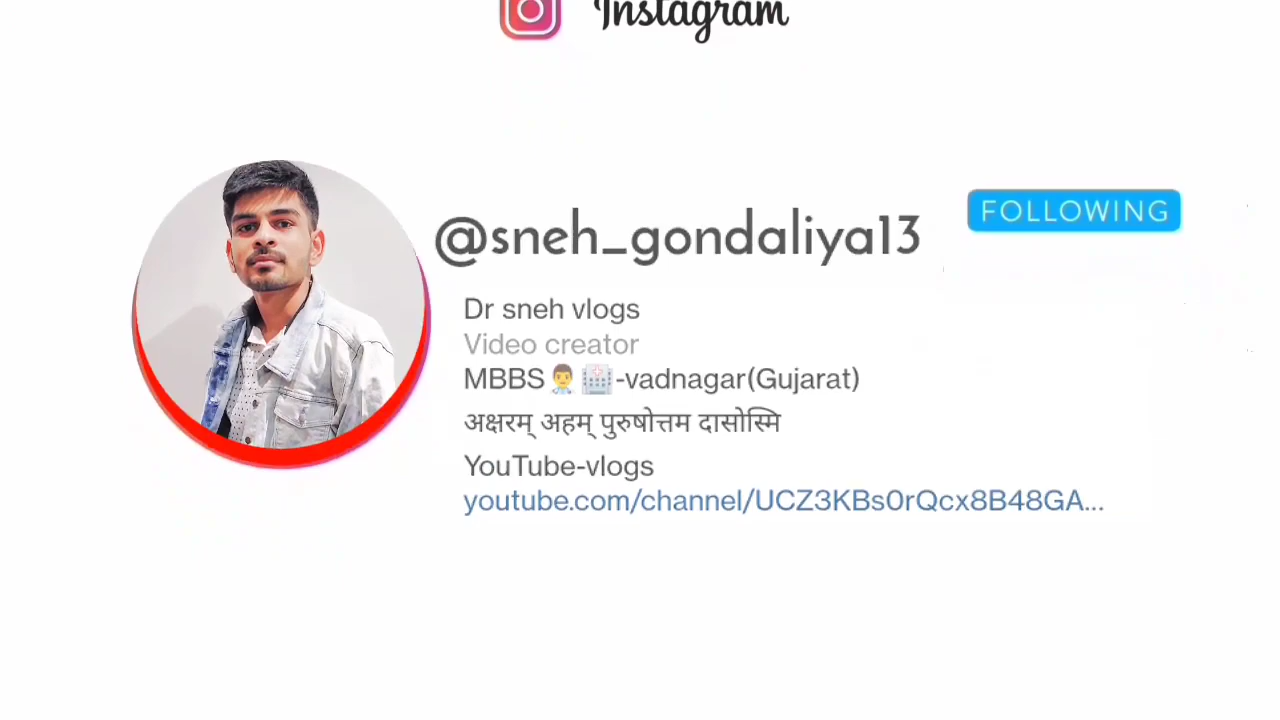 Instagram
@sneh_gondaliya13
FOLLOWING
Dr sneh vlogs
Video creator
MBBS👨‍⚕️🏥-vadnagar(Gujarat)
अक्षरम् अहम् पुरुषोत्तम दासोस्मि
YouTube-vlogs
youtube.com/channel/UCZ3KBs0rQcx8B48GA...